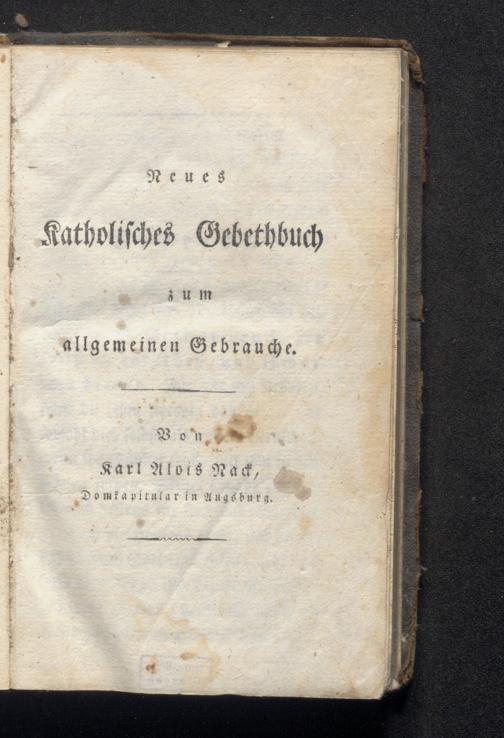 Neues
Katholisches Gebethbuch
zum
allgemeinen Gebrauche.
Von
Karl Alois Nack,
Domkapitular in Augsburg.